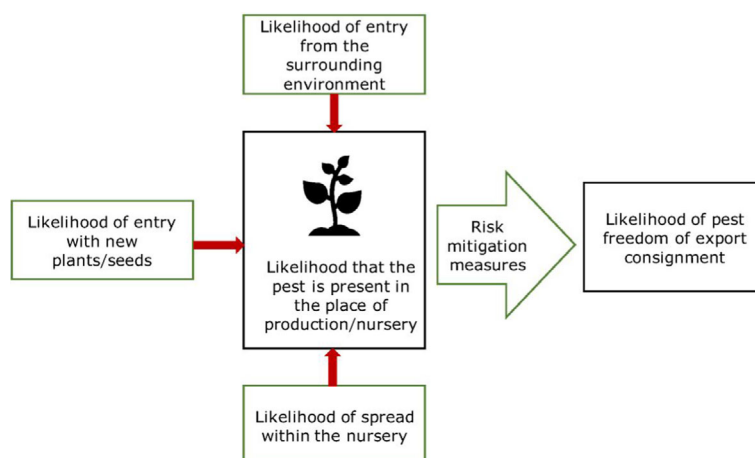 Likelihood of entry
from the
surrounding
environment
Likelihood of entry
with new
plants/seeds
Likelihood that the
pest is present in
the place of
production/nursery
Risk
mitigation
measures
Likelihood of pest
freedom of export
consignment
Likelihood of spread
within the nursery